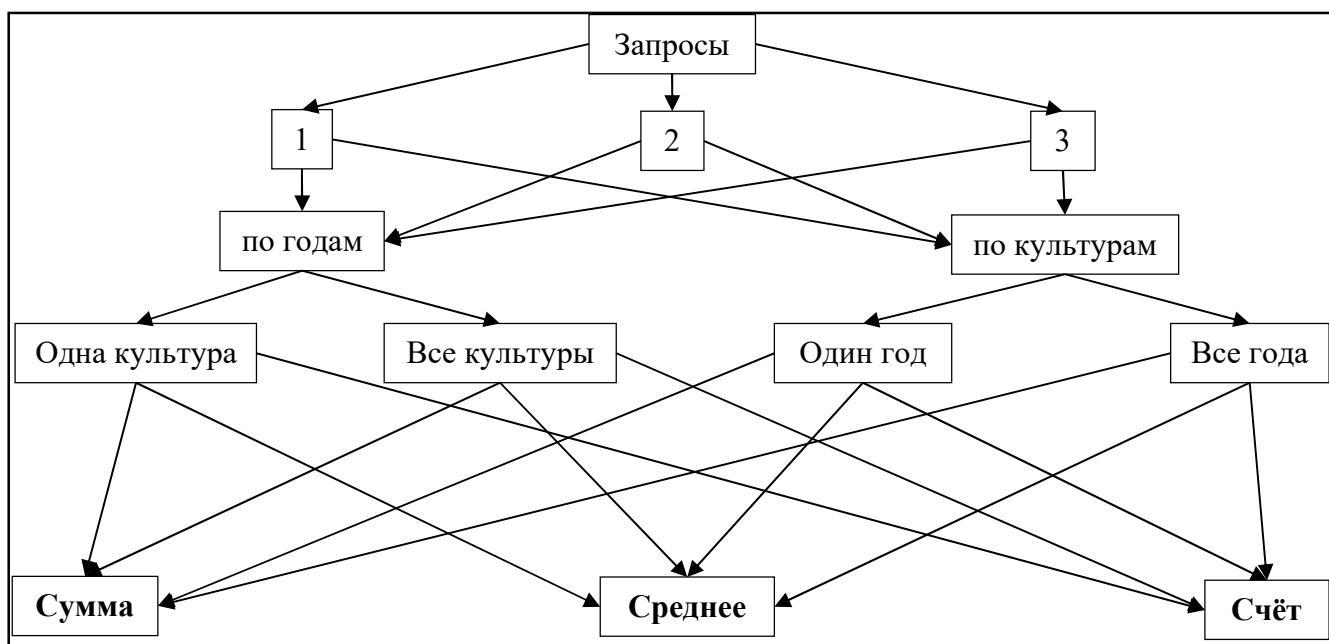 Запросы
1
2
3
по годам
по культурам
Одна культура
Все культуры
Один год
Все года
Сумма
Среднее
Счёт